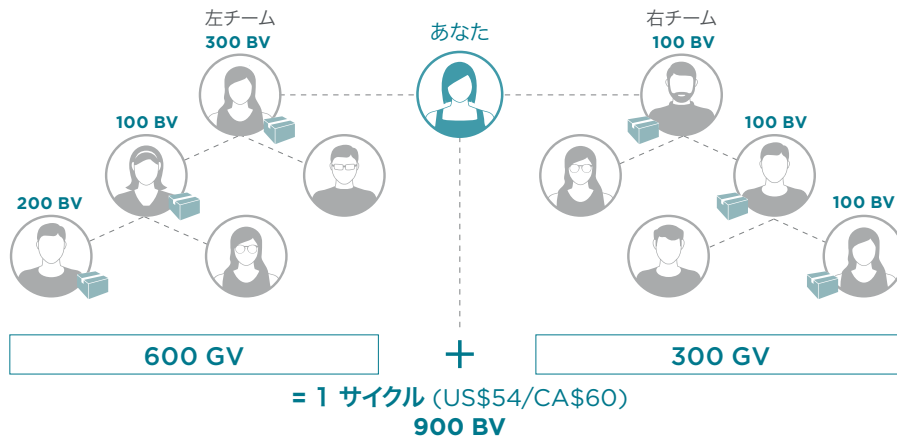 左チーム
300 BV
あなた
右チーム
100 BV
100 BV
100 BV
200 BV
100 BV
600 GV
+
300 GV
= 1 サイクル (US$54/CA$60)
900 BV